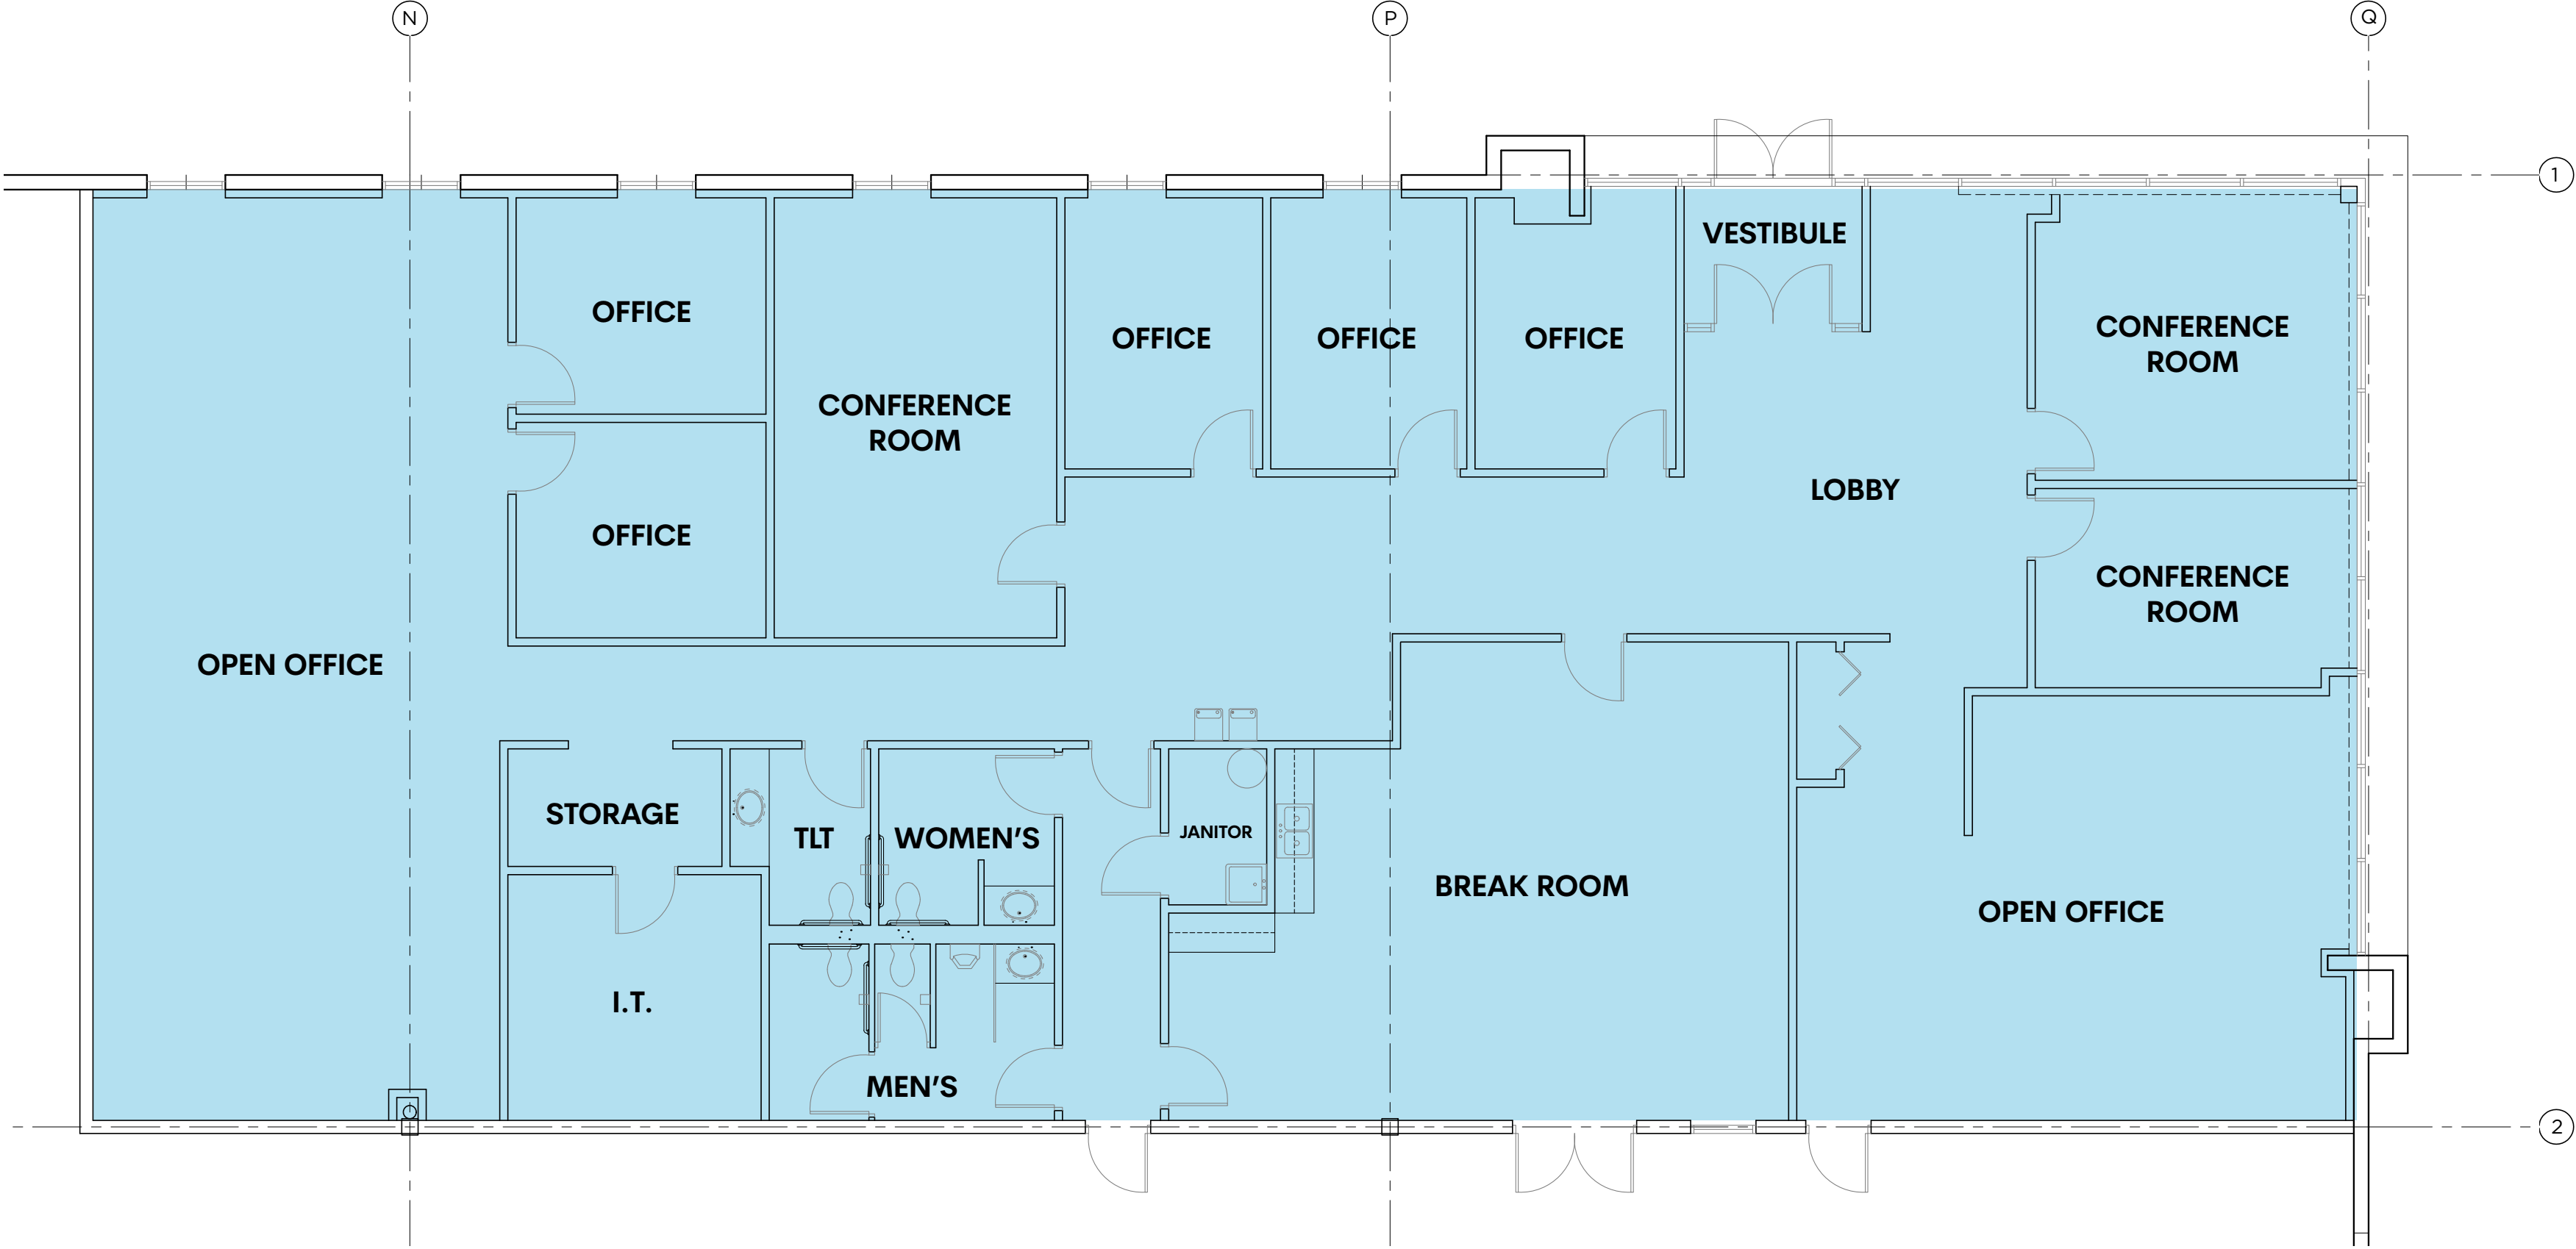 N
P
Q
1
VESTIBULE
OFFICE
CONFERENCE
ROOM
OFFICE
OFFICE
OFFICE
CONFERENCE
ROOM
LOBBY
OFFICE
CONFERENCE
ROOM
OPEN OFFICE
STORAGE
TLT
WOMEN'S
JANITOR
BREAK ROOM
OPEN OFFICE
I.T.
MEN'S
2